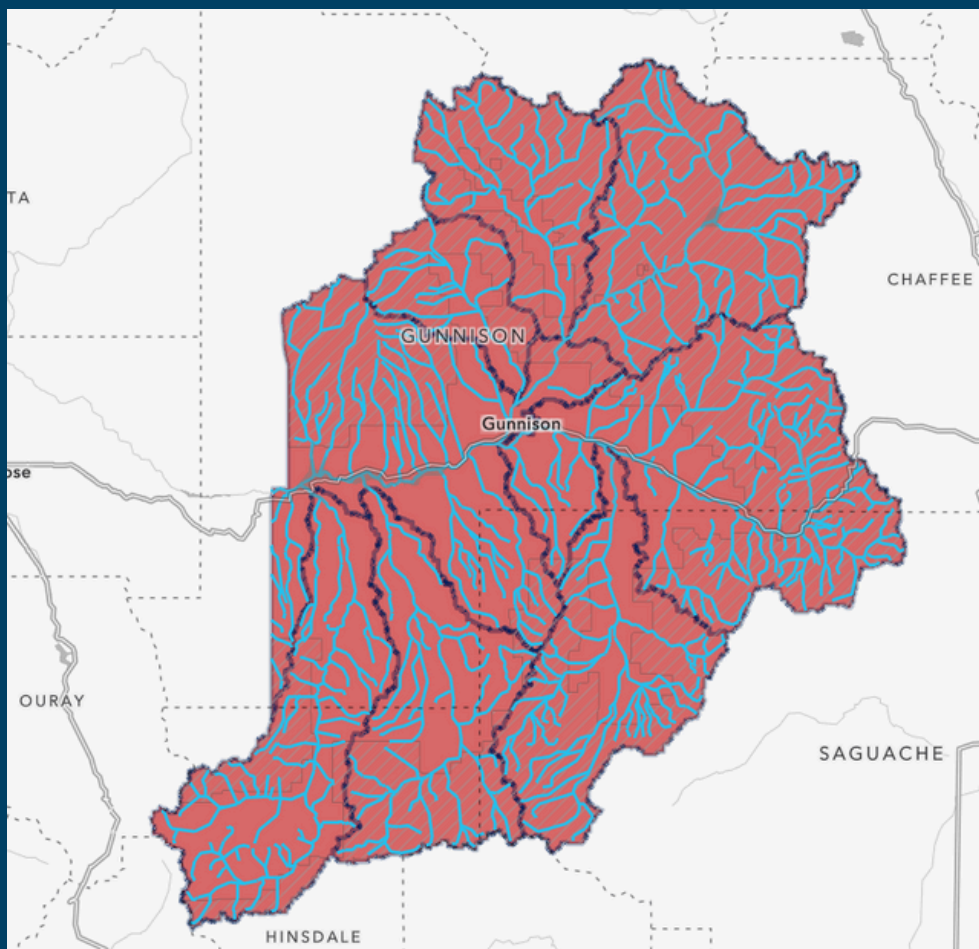 TA
CHAFFEE
GUNNISON
Gunnison
ose
OURAY
SAGUACHE
HINSDALE